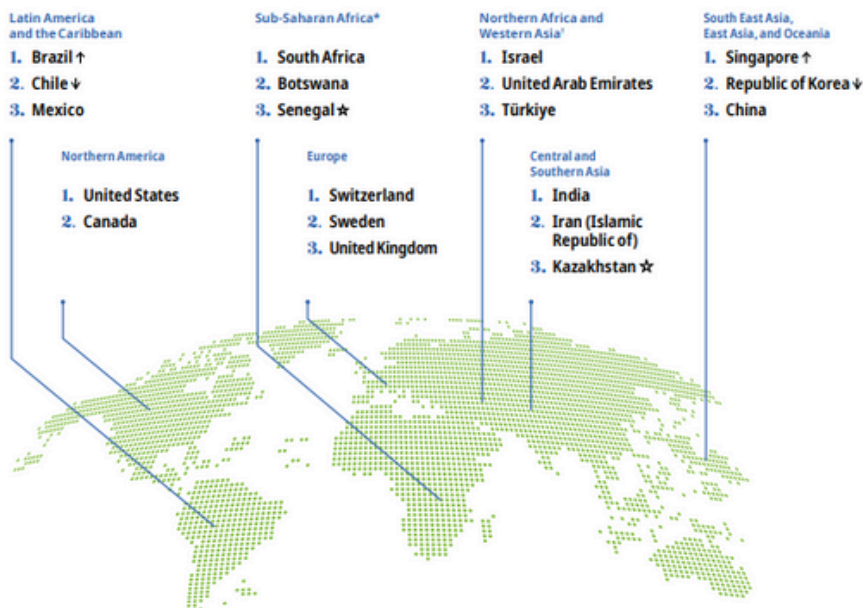 Latin America
and the Caribbean
1. Brazil ↑
2. Chile ↓
3. Mexico
Sub-Saharan Africa*
1. South Africa
2. Botswana
3. Senegal ☆
Northern Africa and
Western Asia†
1. Israel
2. United Arab Emirates
3. Türkiye
South East Asia,
East Asia, and Oceania
1. Singapore ↑
2. Republic of Korea ↓
3. China
Northern America
1. United States
2. Canada
Europe
1. Switzerland
2. Sweden
3. United Kingdom
Central and
Southern Asia
1. India
2. Iran (Islamic
Republic of)
3. Kazakhstan ☆